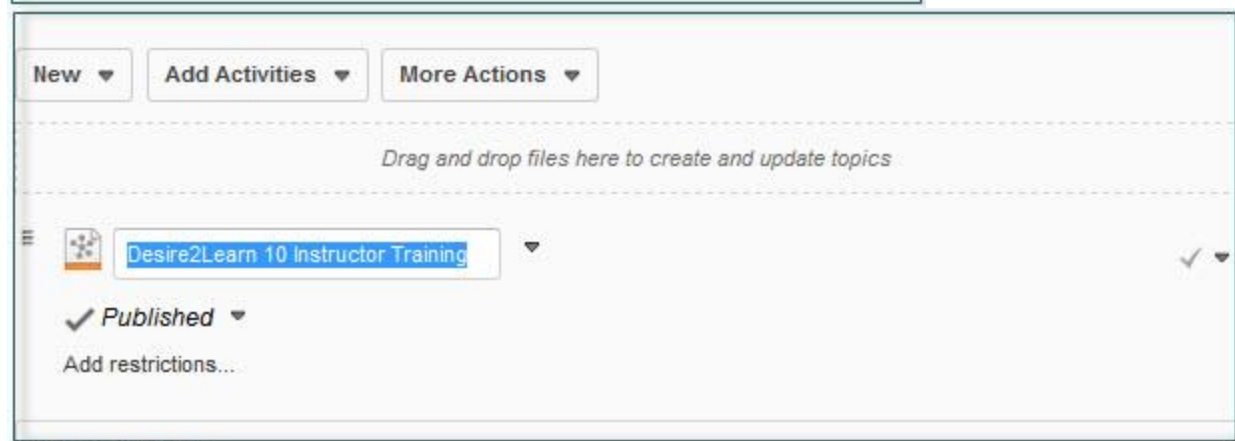 New Add Activities More Actions
Drag and drop files here to create and update topics
Desire2Learn 10 Instructor Training
Published
Add restrictions...